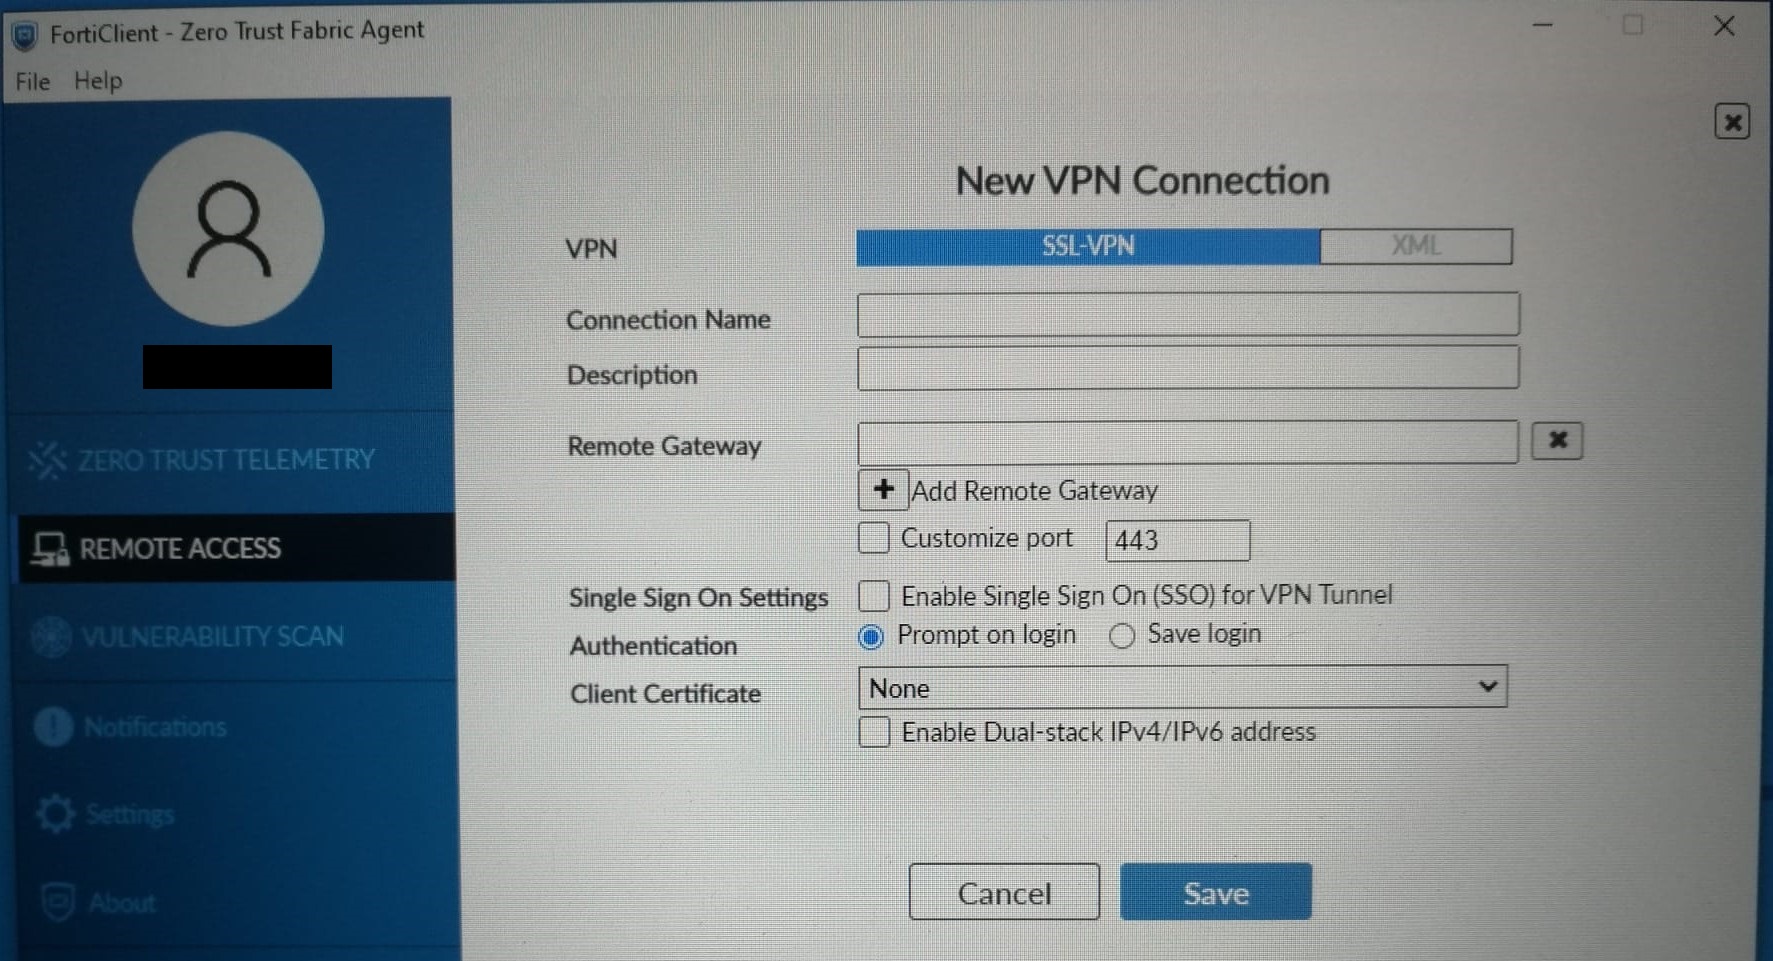 FortiClient - Zero Trust Fabric Agent
File Help
New VPN Connection
VPN SSL-VPN XML
Connection Name
Description
Remote Gateway
Add Remote Gateway
Customize port 443
Single Sign On Settings Enable Single Sign On (SSO) for VPN Tunnel
Authentication Prompt on login Save login
Client Certificate None
Enable Dual-stack IPv4/IPv6 address
Cancel Save
ZERO TRUST TELEMETRY
REMOTE ACCESS
VULNERABILITY SCAN
Notifications
Settings
About